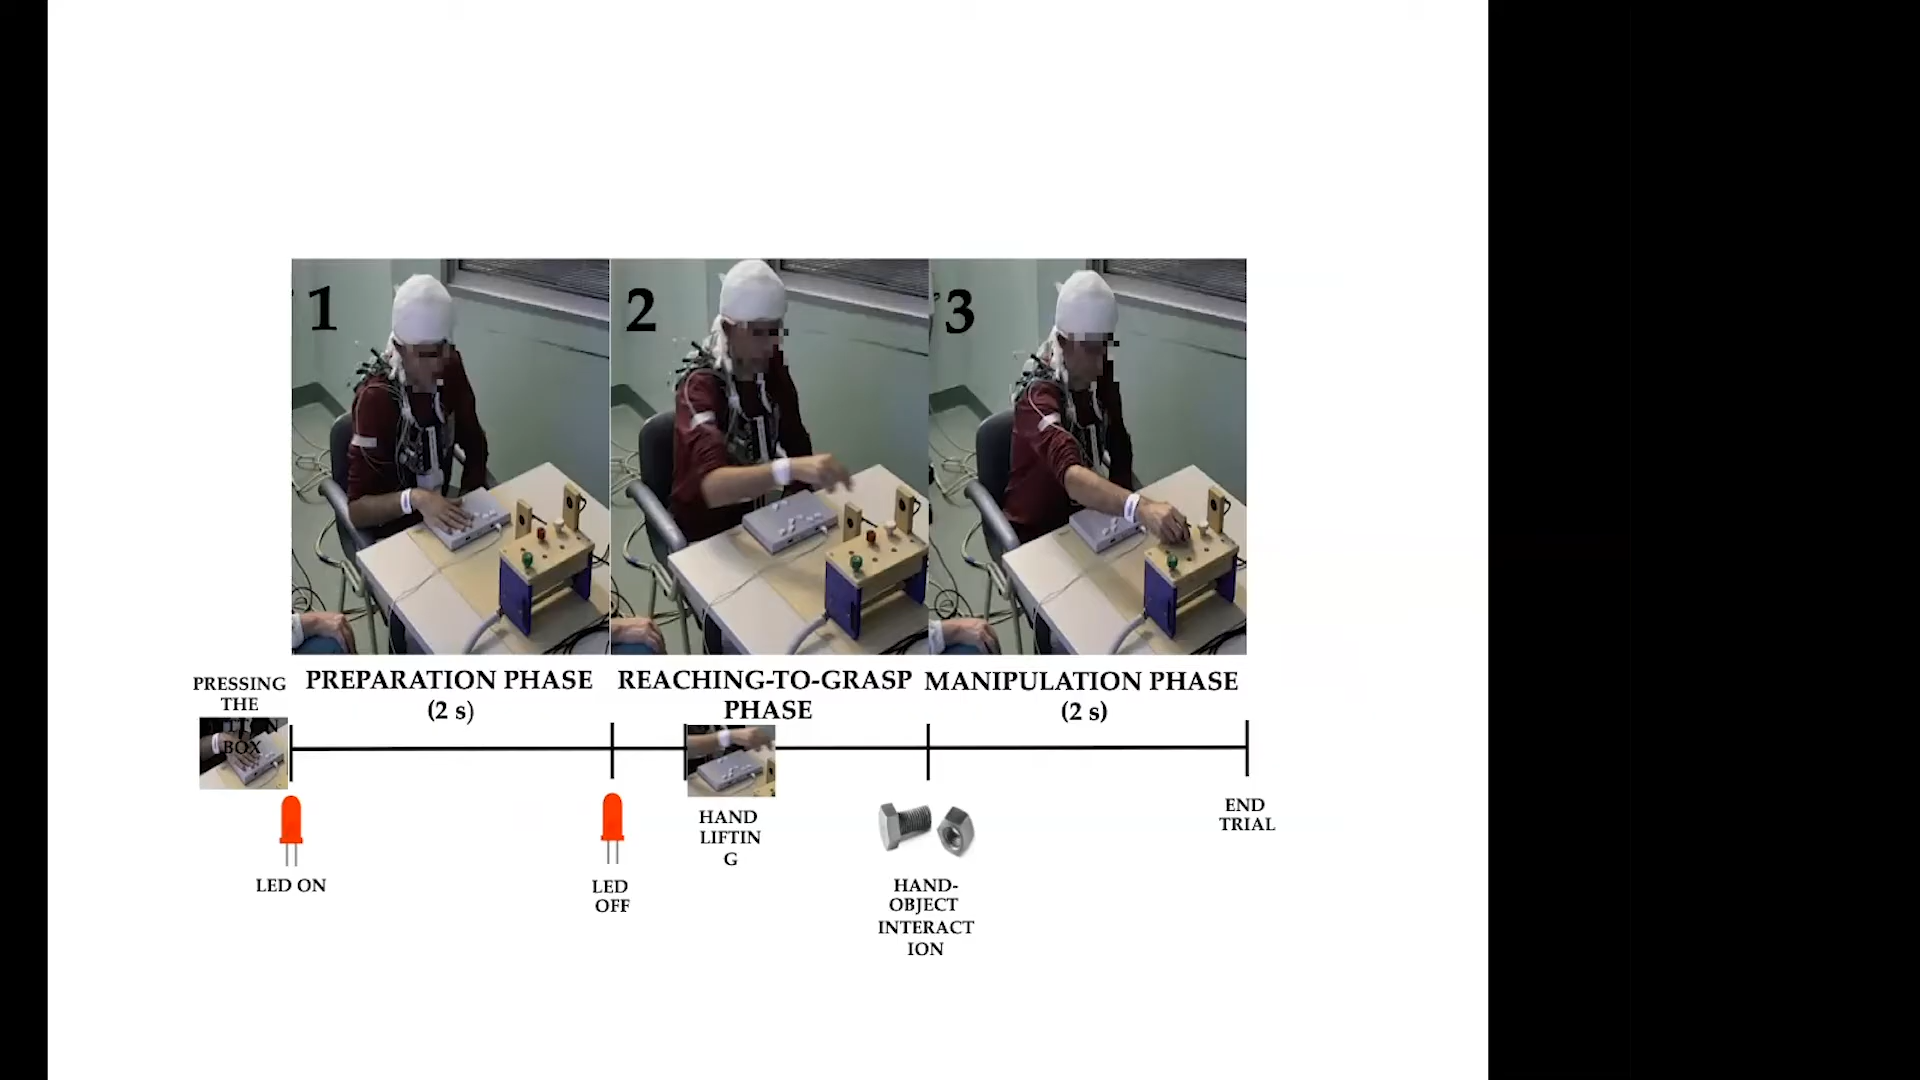 1
2
3
PREPARATION PHASE
(2 s)
REACHING-TO-GRASP
PHASE
MANIPULATION PHASE
(2 s)
PRESSING
THE
BOX
LED ON
LED
OFF
HAND
LIFTIN
G
HAND-
OBJECT
INTERACT
ION
END
TRIAL